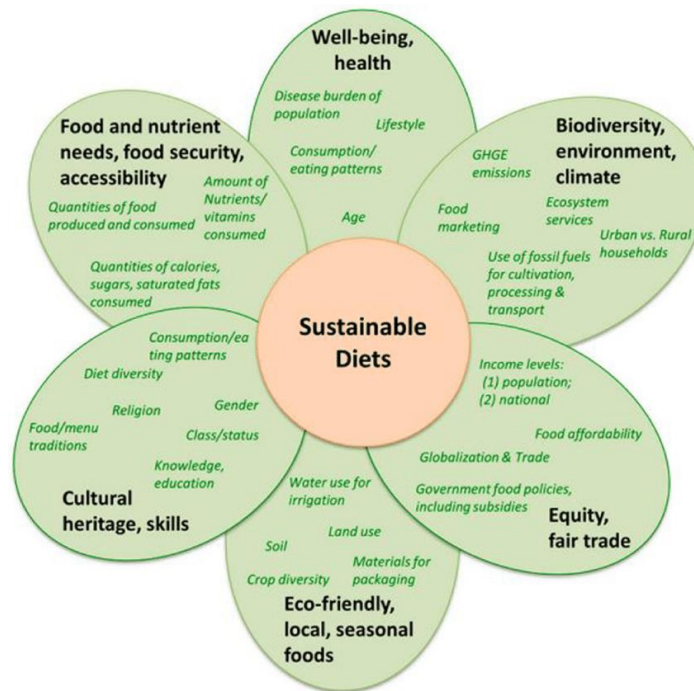 Well-being,
health
Disease burden of
population
Lifestyle
Consumption/
eating patterns
Age
Biodiversity,
environment,
climate
GHGE
emissions
Ecosystem
services
Food
marketing
Urban vs. Rural
households
Use of fossil fuels
for cultivation,
processing &
transport
Food and nutrient
needs, food security,
accessibility
Amount of
Nutrients/
vitamins
consumed
Quantities of food
produced and consumed
Quantities of calories,
sugars, saturated fats
consumed
Sustainable
Diets
Consumption/ea
ting patterns
Diet diversity
Religion
Gender
Food/menu
traditions
Class/status
Knowledge,
education
Cultural
heritage, skills
Income levels:
(1) population;
(2) national
Food affordability
Globalization & Trade
Government food policies,
including subsidies
Equity,
fair trade
Water use for
irrigation
Land use
Soil
Materials for
packaging
Crop diversity
Eco-friendly,
local, seasonal
foods